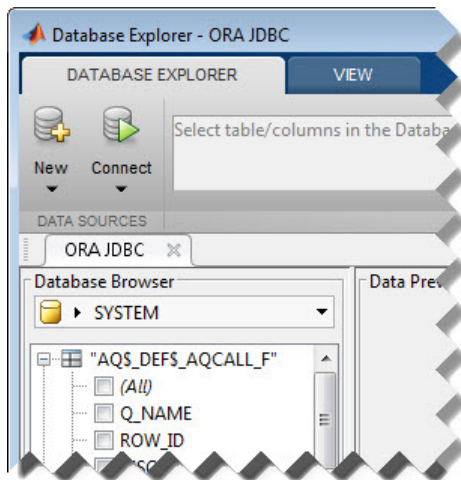 Database Explorer - ORA JDBC
DATABASE EXPLORER VIEW
Select table/columns in the Databa
New Connect
DATA SOURCES
ORA JDBC
Database Browser Data Prev
SYSTEM
"AQ$_DEF$_AQCALL_F"
(All)
Q_NAME
ROW_ID